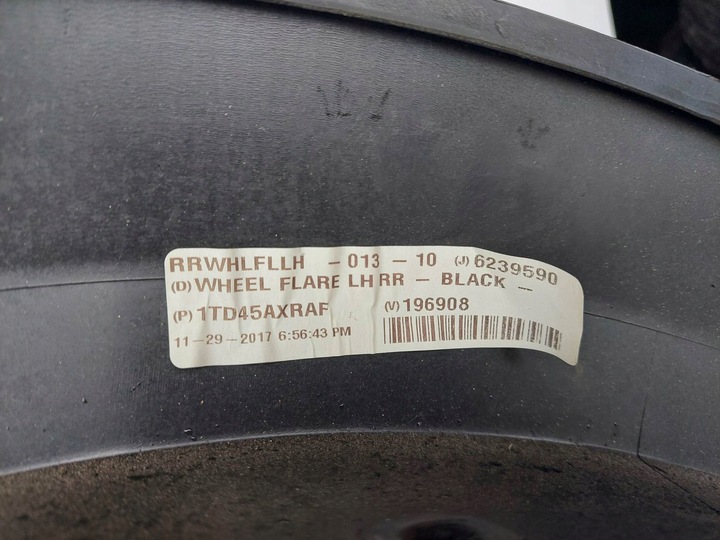 RRWHLFLLH - 013 - 10 (J) 6239590
(D) WHEEL FLARE LH RR - BLACK -
(P) 1TD45AXRAF (V) 196908
11-29-2017 6:56:43 PM